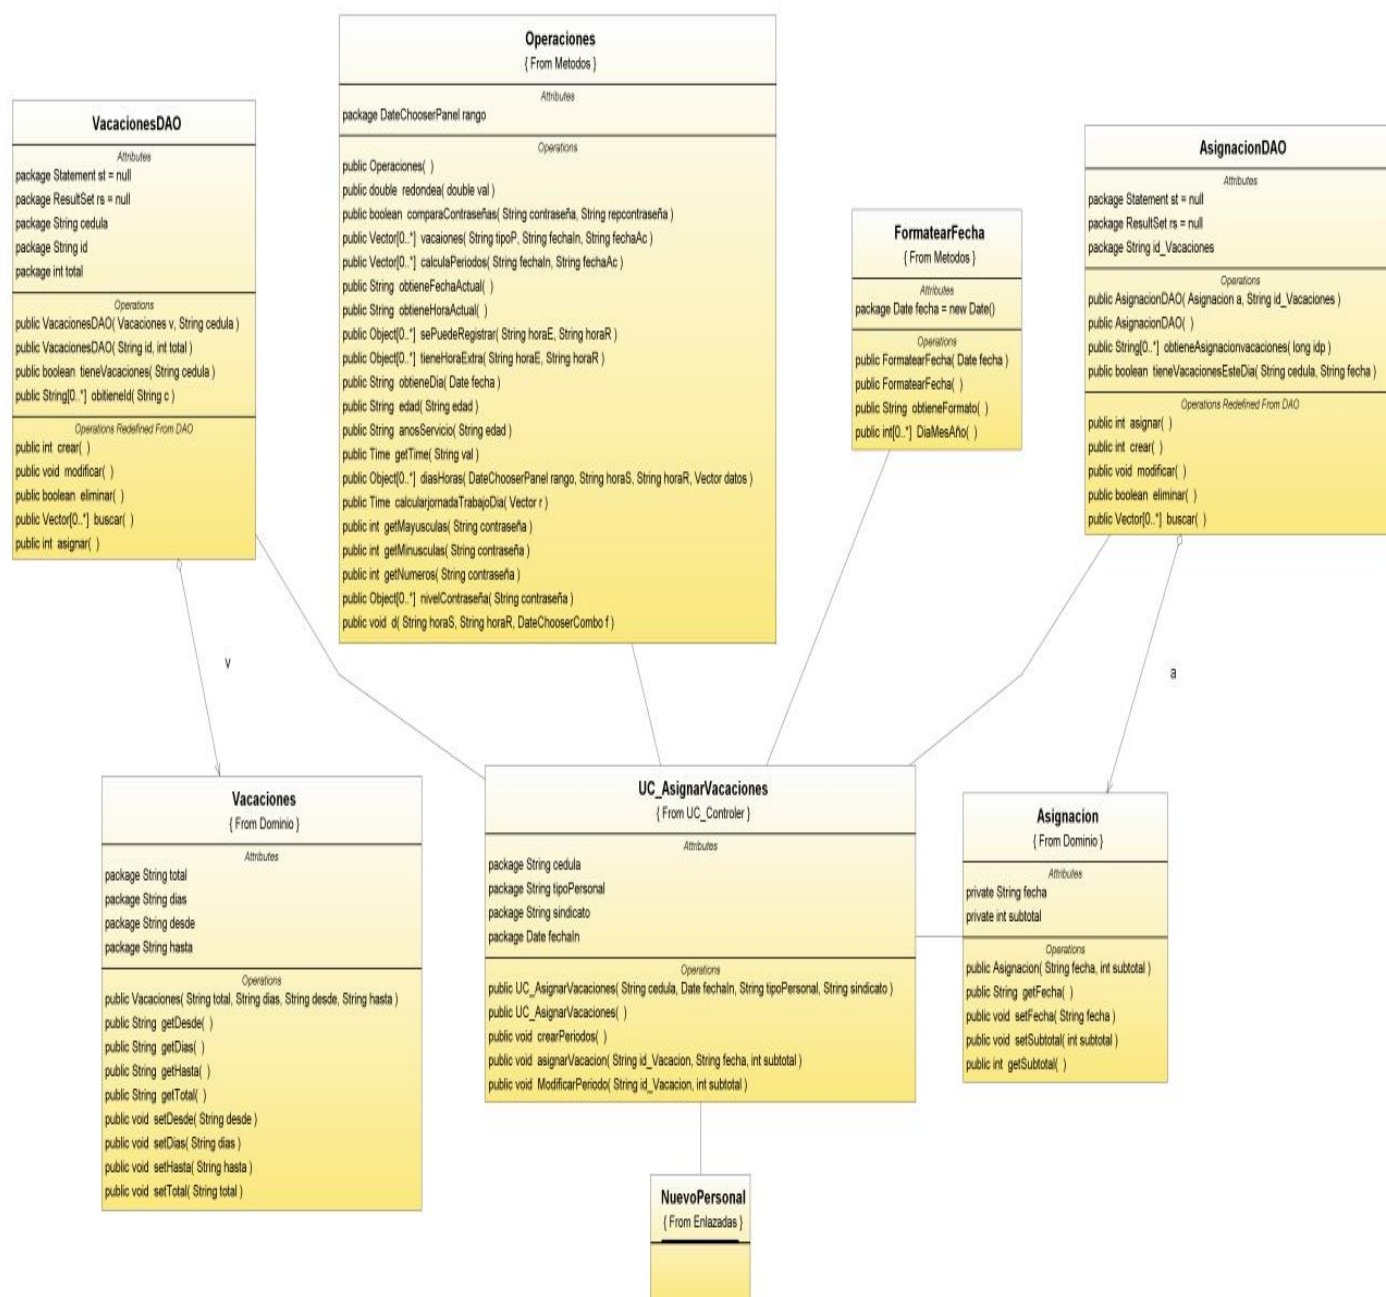 Operaciones
{ From Metodos }
Attributes
package DateChooserPanel rango
Operations
public Operaciones( )
public double redondea( double val )
public boolean comparaContraseñas( String contraseña, String repcontraseña )
public Vector[0..*] vacaiones( String tipoP, String fechaIn, String fechaAc )
public Vector[0..*] calculaPeriodos( String fechaIn, String fechaAc )
public String obtieneFechaActual( )
public String obtieneHoraActual( )
public Object[0..*] sePuedeRegistrar( String horaE, String horaR )
public Object[0..*] tieneHoraExtra( String horaE, String horaR )
public String obtieneDia( Date fecha )
public String edad( String edad )
public String anosServicio( String edad )
public Time getTime( String val )
public Object[0..*] diasHoras( DateChooserPanel rango, String horaS, String horaR, Vector datos )
public Time calcularjornadaTrabajoDia( Vector r )
public int getMayusculas( String contraseña )
public int getMinusculas( String contraseña )
public int getNumeros( String contraseña )
public Object[0..*] nivelContraseña( String contraseña )
public void d( String horaS, String horaR, DateChooserCombo f )
VacacionesDAO
Attributes
package Statement st = null
package ResultSet rs = null
package String cedula
package String id
package int total
Operations
public VacacionesDAO( Vacaciones v, String cedula )
public VacacionesDAO( String id, int total )
public boolean tieneVacaciones( String cedula )
public String[0..*] obitieneId( String c )
Operations Redefined From DAO
public int crear( )
public void modificar( )
public boolean eliminar( )
public Vector[0..*] buscar( )
public int asignar( )
FormatearFecha
{ From Metodos }
Attributes
package Date fecha = new Date()
Operations
public FormatearFecha( Date fecha )
public FormatearFecha( )
public String obtieneFormato( )
public int[0..*] DiaMesAño( )
AsignacionDAO
Attributes
package Statement st = null
package ResultSet rs = null
package String id_Vacaciones
Operations
public AsignacionDAO( Asignacion a, String id_Vacaciones )
public AsignacionDAO( )
public String[0..*] obtieneAsignacionvacaciones( long idp )
public boolean tieneVacacionesEsteDia( String cedula, String fecha )
Operations Redefined From DAO
public int asignar( )
public int crear( )
public void modificar( )
public boolean eliminar( )
public Vector[0..*] buscar( )
v
a
Vacaciones
{ From Dominio }
Attributes
package String total
package String dias
package String desde
package String hasta
Operations
public Vacaciones( String total, String dias, String desde, String hasta )
public String getDesde( )
public String getDias( )
public String getHasta( )
public String getTotal( )
public void setDesde( String desde )
public void setDias( String dias )
public void setHasta( String hasta )
public void setTotal( String total )
UC_AsignarVacaciones
{ From UC_Controler }
Attributes
package String cedula
package String tipoPersonal
package String sindicato
package Date fechaIn
Operations
public UC_AsignarVacaciones( String cedula, Date fechaIn, String tipoPersonal, String sindicato )
public UC_AsignarVacaciones( )
public void crearPeriodos( )
public void asignarVacacion( String id_Vacacion, String fecha, int subtotal )
public void ModificarPeriodo( String id_Vacacion, int subtotal )
Asignacion
{ From Dominio }
Attributes
private String fecha
private int subtotal
Operations
public Asignacion( String fecha, int subtotal )
public String getFecha( )
public void setFecha( String fecha )
public void setSubtotal( int subtotal )
public int getSubtotal( )
NuevoPersonal
{ From Enlazadas }